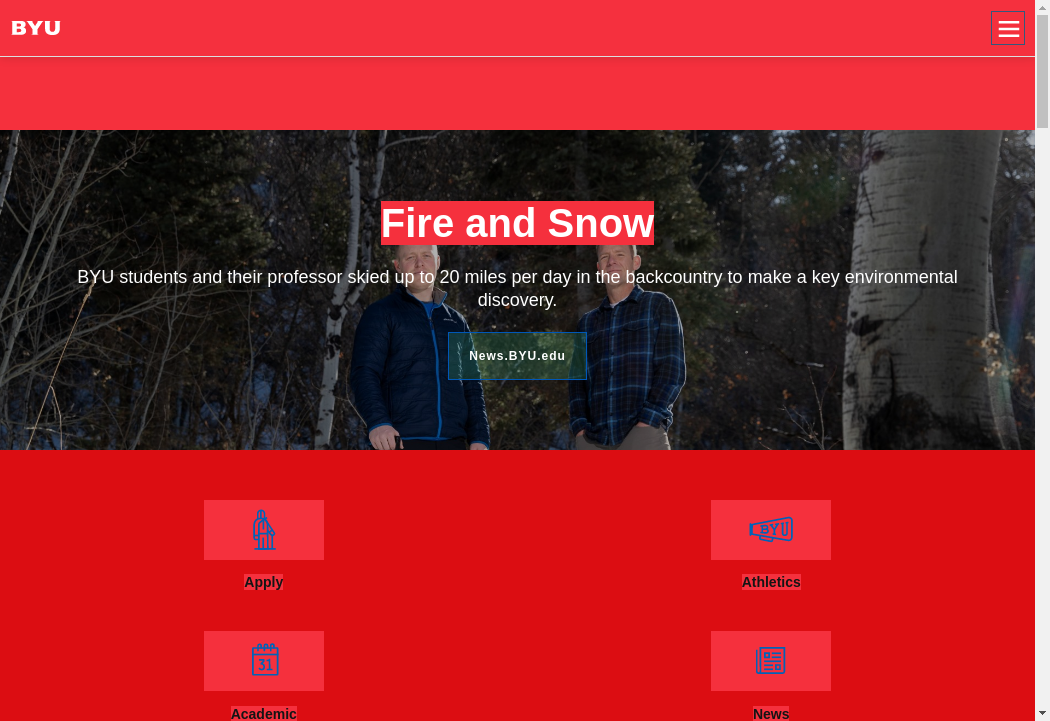 BYU
Fire and Snow
BYU students and their professor skied up to 20 miles per day in the backcountry to make a key environmental
discovery.
News.BYU.edu
BYU
Apply
Athletics
31
Academic
News